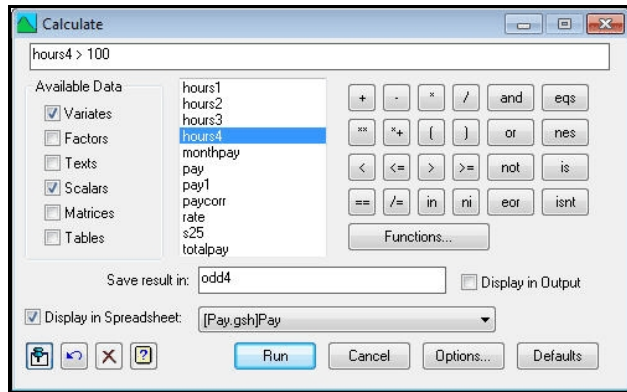 Calculate
hours4 > 100
Available Data
Variates
Factors
Texts
Scalars
Matrices
Tables
hours1
hours2
hours3
hours4
monthpay
pay
pay1
paycorr
rate
s25
totalpay
+ - * / and eqs
** *+ ( ) or nes
< <= > >= not is
== /= in ni eor isnt
Functions...
Save result in: odd4 Display in Output
Display in Spreadsheet: [Pay.gsh]Pay
Run Cancel Options... Defaults